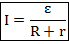 I = ε / (R + r)